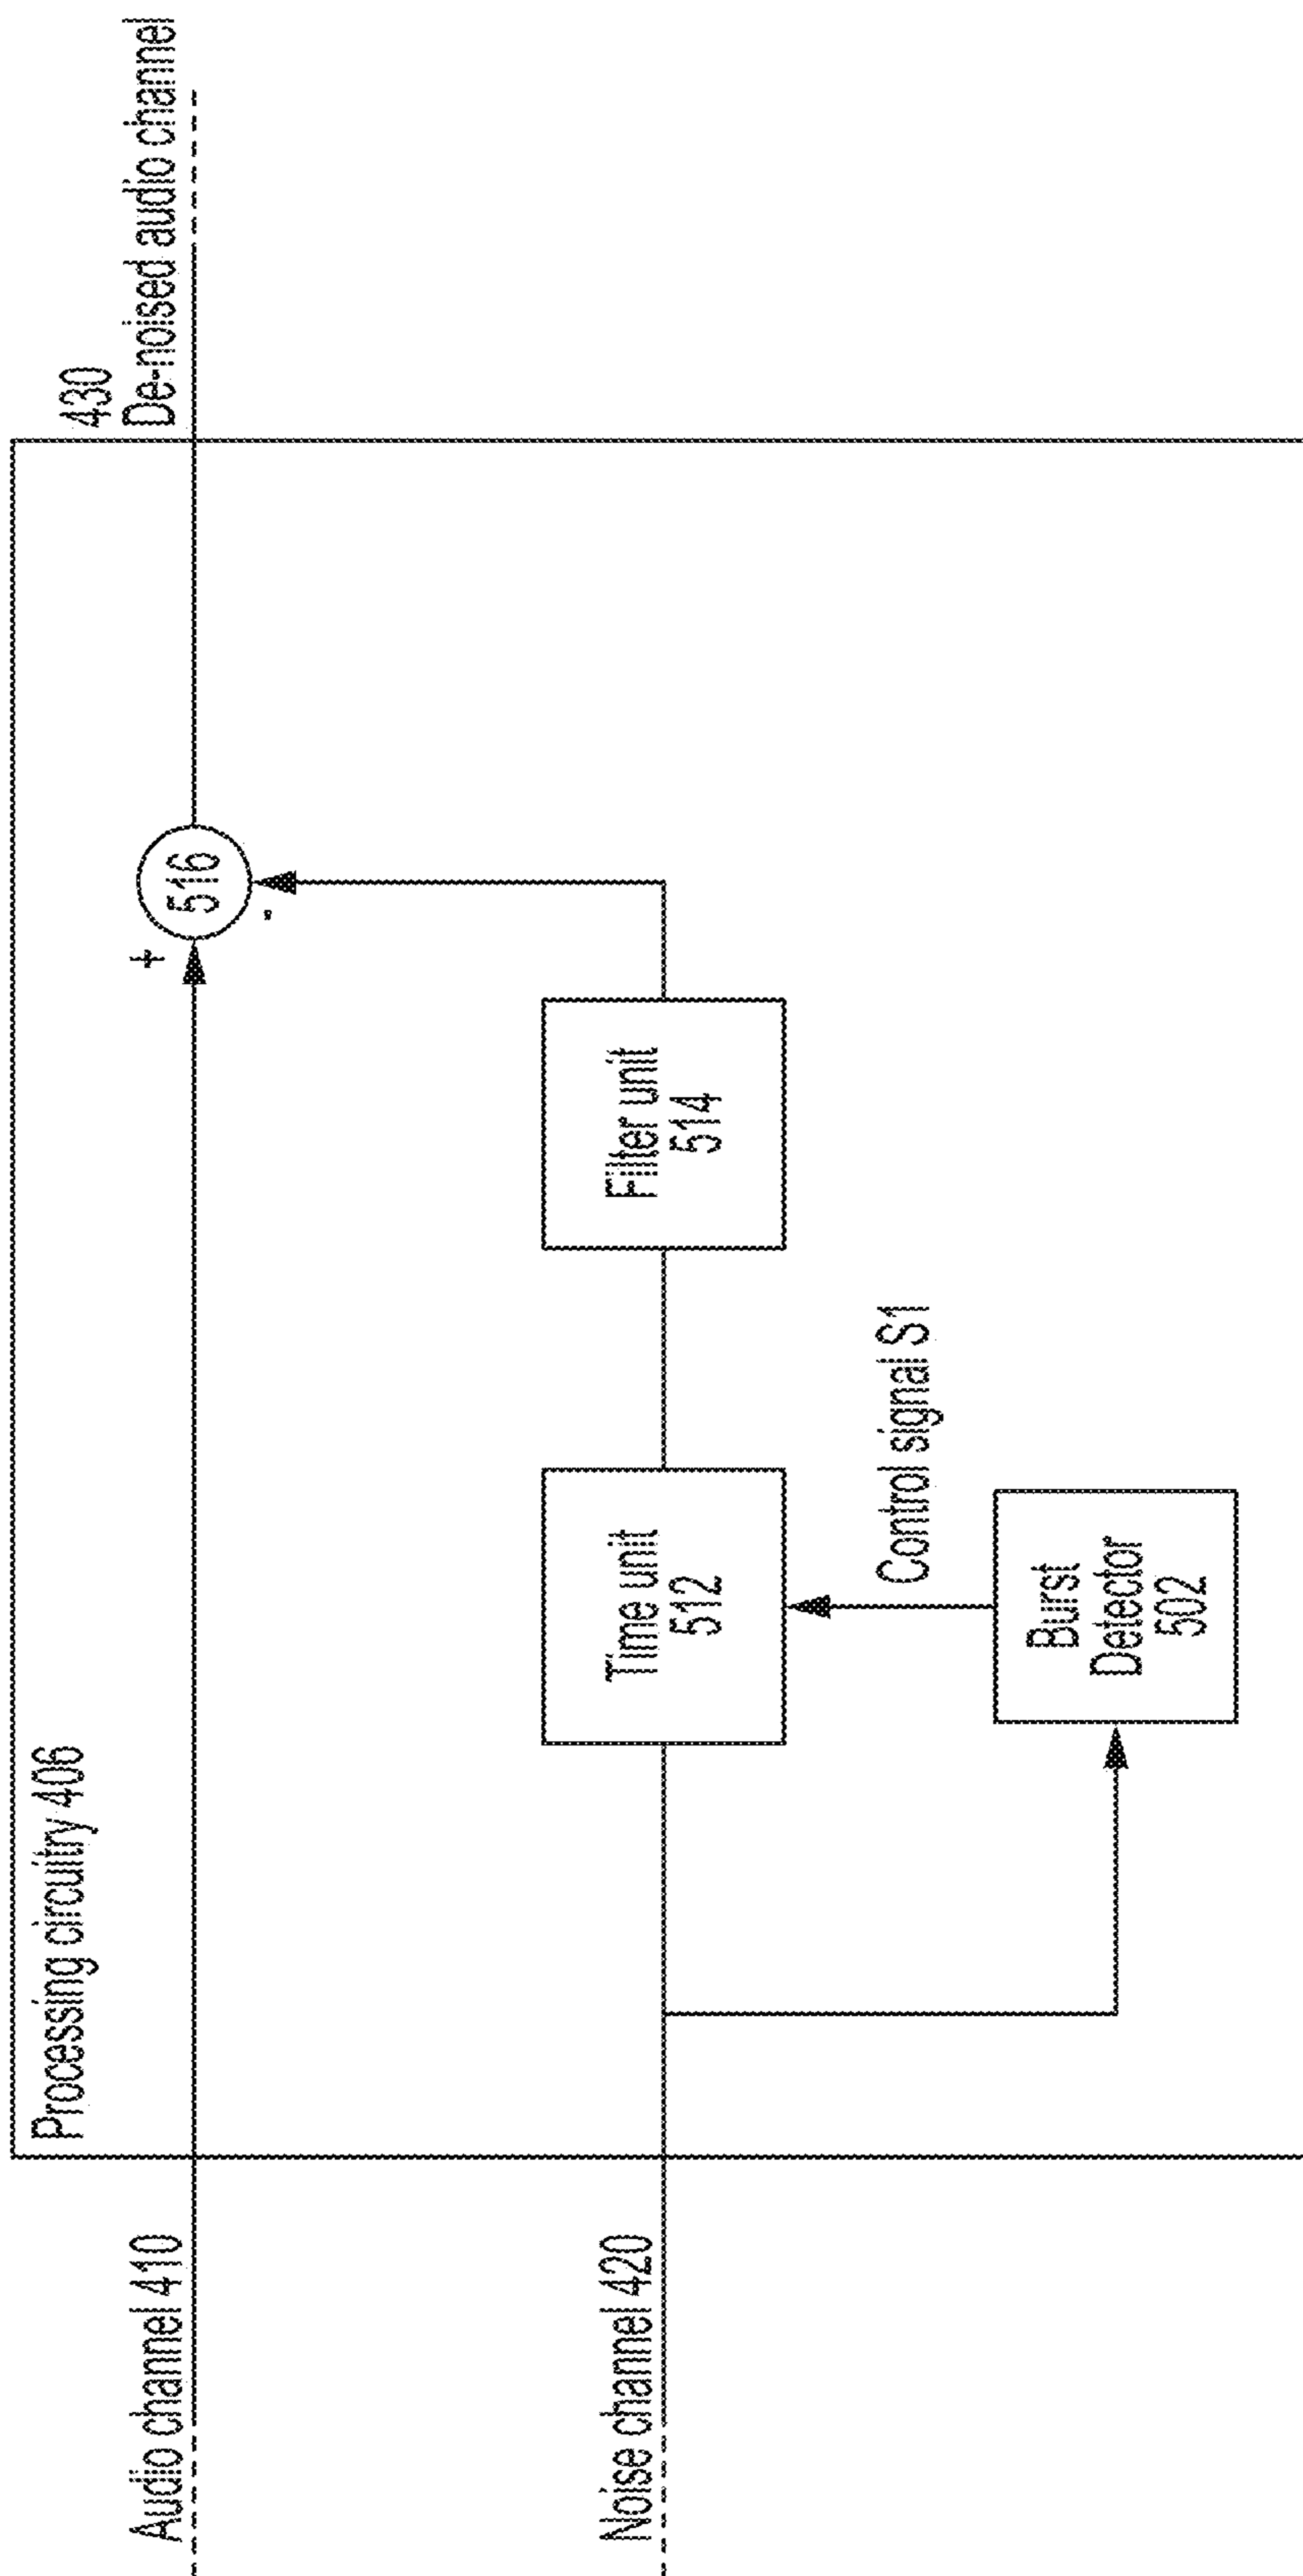 Processing circuitry 406
430
De-noised audio channel
Audio channel 410
+
516
-
Noise channel 420
Time unit
512
Filter unit
514
Control signal S1
Burst
Detector
502